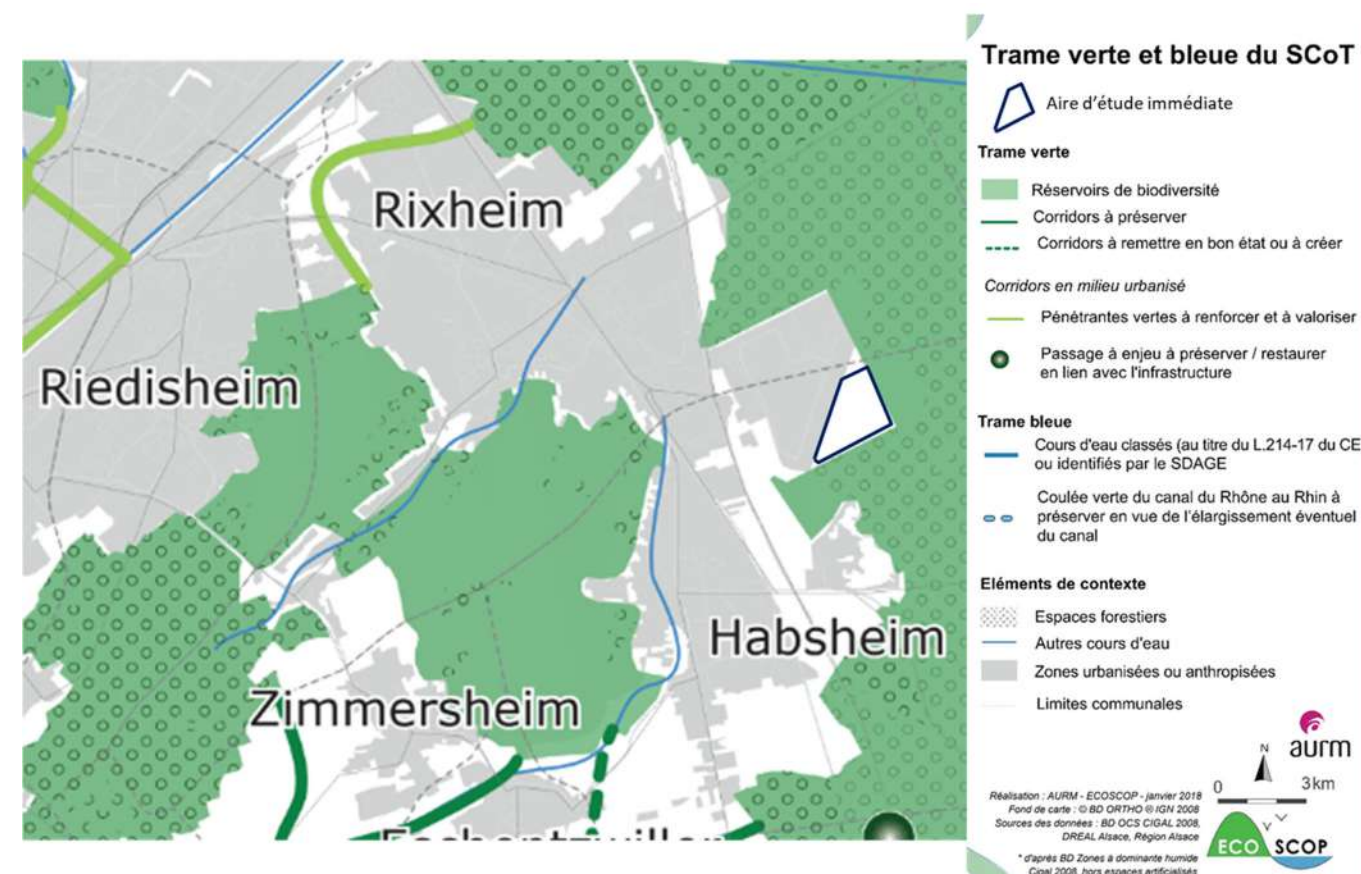 Rixheim
Riedisheim
Habsheim
Zimmersheim
Eschentzwiller
Trame verte et bleue du SCoT
Aire d'étude immédiate
Trame verte
Réservoirs de biodiversité
Corridors à préserver
Corridors à remettre en bon état ou à créer
Corridors en milieu urbanisé
Pénétrantes vertes à renforcer et à valoriser
Passage à enjeu à préserver / restaurer
en lien avec l'infrastructure
Trame bleue
Cours d'eau classés (au titre du L.214-17 du CE
ou identifiés par le SDAGE
Coulée verte du canal du Rhône au Rhin à
préserver en vue de l'élargissement éventuel
du canal
Eléments de contexte
Espaces forestiers
Autres cours d'eau
Zones urbanisées ou anthropisées
Limites communales
aurm
N
0 3km
Réalisation : AURM - ECOSCOP - janvier 2018
Fond de carte : © BD ORTHO ® IGN 2008
Sources des données : BD OCS CIGAL 2008,
DREAL Alsace, Région Alsace
ECO SCOP
* d'après BD Zones à dominante humide
Cigal 2008, hors espaces artificialisés